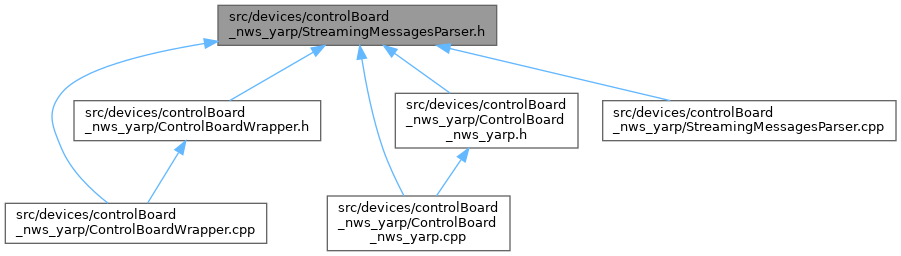 src/devices/controlBoard
_nws_yarp/StreamingMessagesParser.h
src/devices/controlBoard
_nws_yarp/ControlBoardWrapper.h
src/devices/controlBoard
_nws_yarp/ControlBoard
_nws_yarp.h
src/devices/controlBoard
_nws_yarp/StreamingMessagesParser.cpp
src/devices/controlBoard
_nws_yarp/ControlBoardWrapper.cpp
src/devices/controlBoard
_nws_yarp/ControlBoard
_nws_yarp.cpp